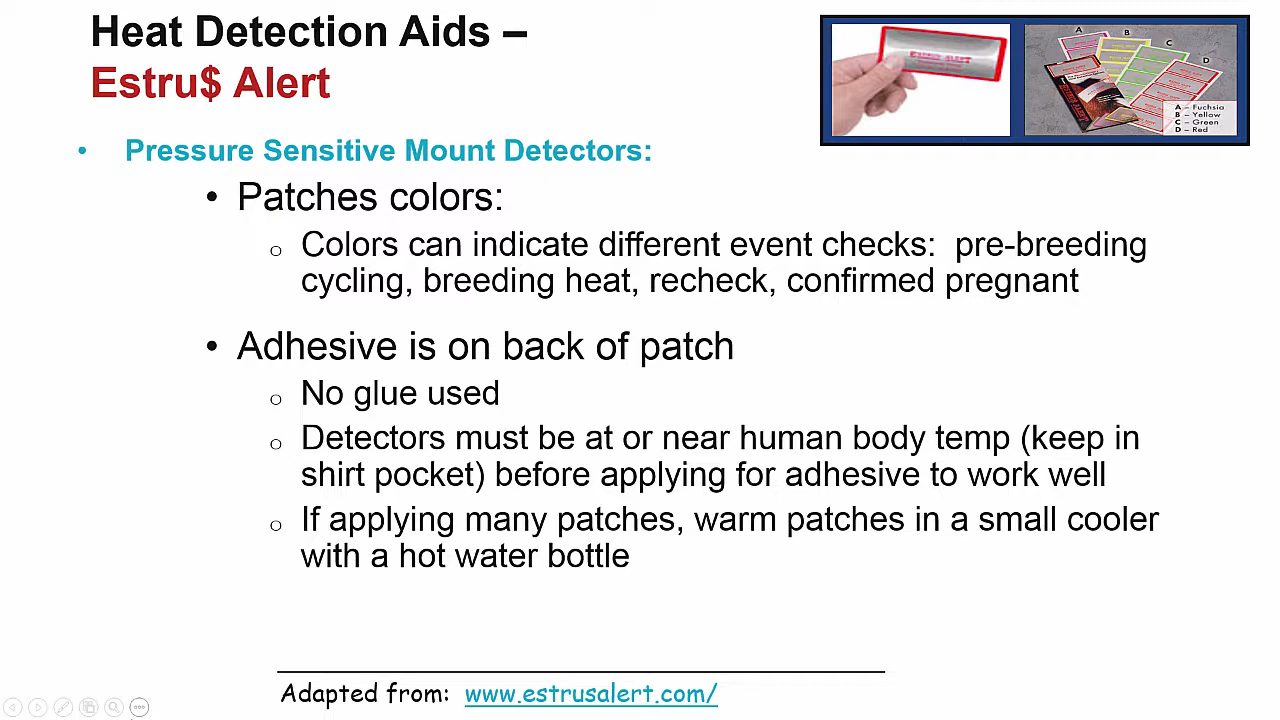 Heat Detection Aids –
Estru$ Alert
A
B
C
D
A – Fuchsia
B – Yellow
C – Green
D – Red
• Pressure Sensitive Mount Detectors:
• Patches colors:
o Colors can indicate different event checks: pre-breeding
cycling, breeding heat, recheck, confirmed pregnant
• Adhesive is on back of patch
o No glue used
o Detectors must be at or near human body temp (keep in
shirt pocket) before applying for adhesive to work well
o If applying many patches, warm patches in a small cooler
with a hot water bottle
Adapted from: www.estrusalert.com/